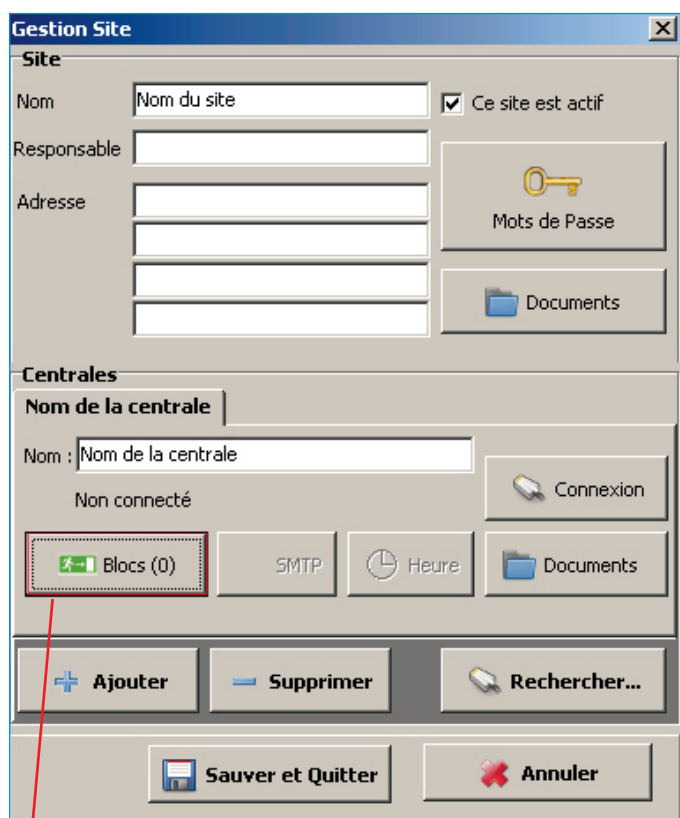 Gestion Site
Site
Nom
Nom du site
Ce site est actif
Responsable
Mots de Passe
Adresse
Documents
Centrales
Nom de la centrale
Nom : Nom de la centrale
Connexion
Non connecté
Blocs (0)
SMTP
Heure
Documents
Ajouter
Supprimer
Rechercher...
Sauver et Quitter
Annuler